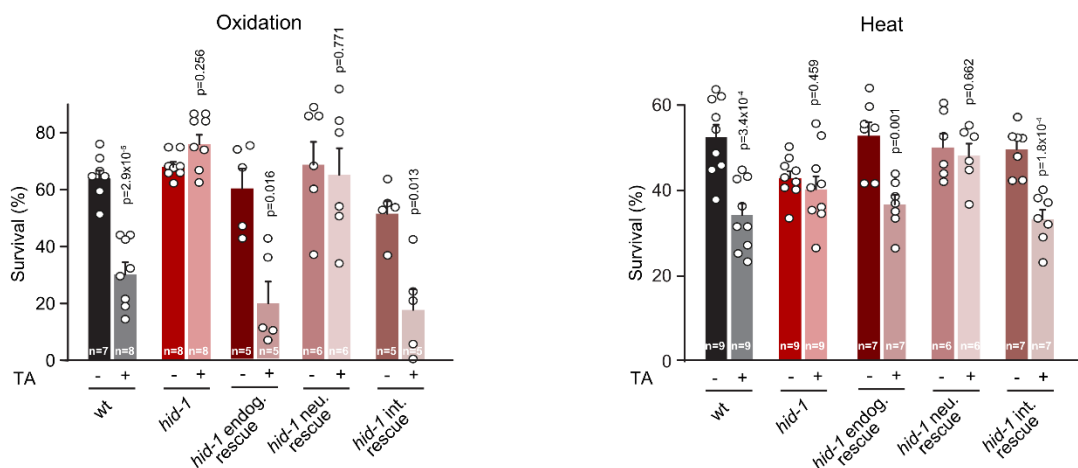 Oxidation
Survival (%)
80
60
40
20
0
p=2.9x10-5
p=0.256
p=0.016
p=0.771
p=0.013
n=7 n=8 n=8 n=8 n=5 n=5 n=6 n=6 n=5 n=5
TA - + - + - + - + - +
wt
hid-1
hid-1 endog.
rescue
hid-1 neu.
rescue
hid-1 int.
rescue
Heat
Survival (%)
60
40
20
0
p=3.4x10-4
p=0.459
p=0.001
p=0.662
p=1.8x10-4
n=9 n=9 n=9 n=9 n=7 n=7 n=6 n=6 n=7 n=7
TA - + - + - + - + - +
wt
hid-1
hid-1 endog.
rescue
hid-1 neu.
rescue
hid-1 int.
rescue